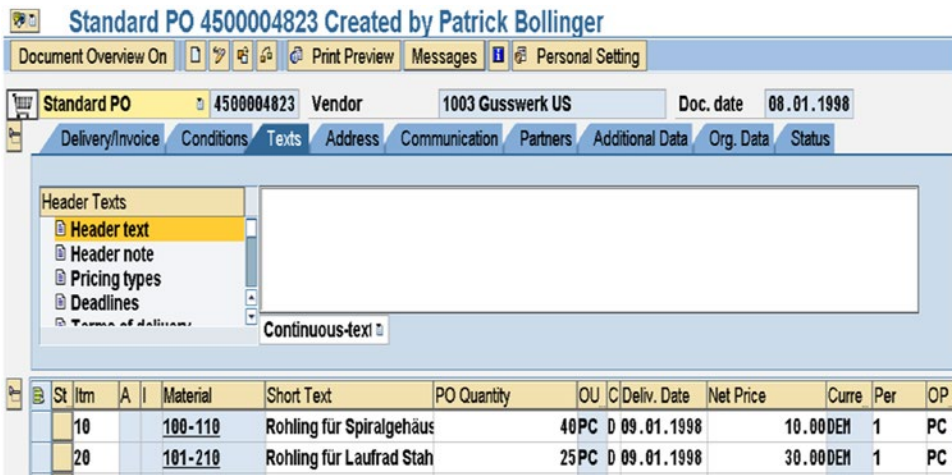 Standard PO 4500004823 Created by Patrick Bollinger
Document Overview On Print Preview Messages Personal Setting
Standard PO 4500004823 Vendor 1003 Gusswerk US Doc. date 08.01.1998
Delivery/Invoice Conditions Texts Address Communication Partners Additional Data Org. Data Status
Header Texts
Header text
Header note
Pricing types
Deadlines
Terms of delivery
Continuous-text
St Itm A I Material Short Text PO Quantity OU C Deliv. Date Net Price Curre Per OP
10 100-110 Rohling für Spiralgehäus 40 PC D 09.01.1998 10.00 DEM 1 PC
20 101-210 Rohling für Laufrad Stah 25 PC D 09.01.1998 30.00 DEM 1 PC